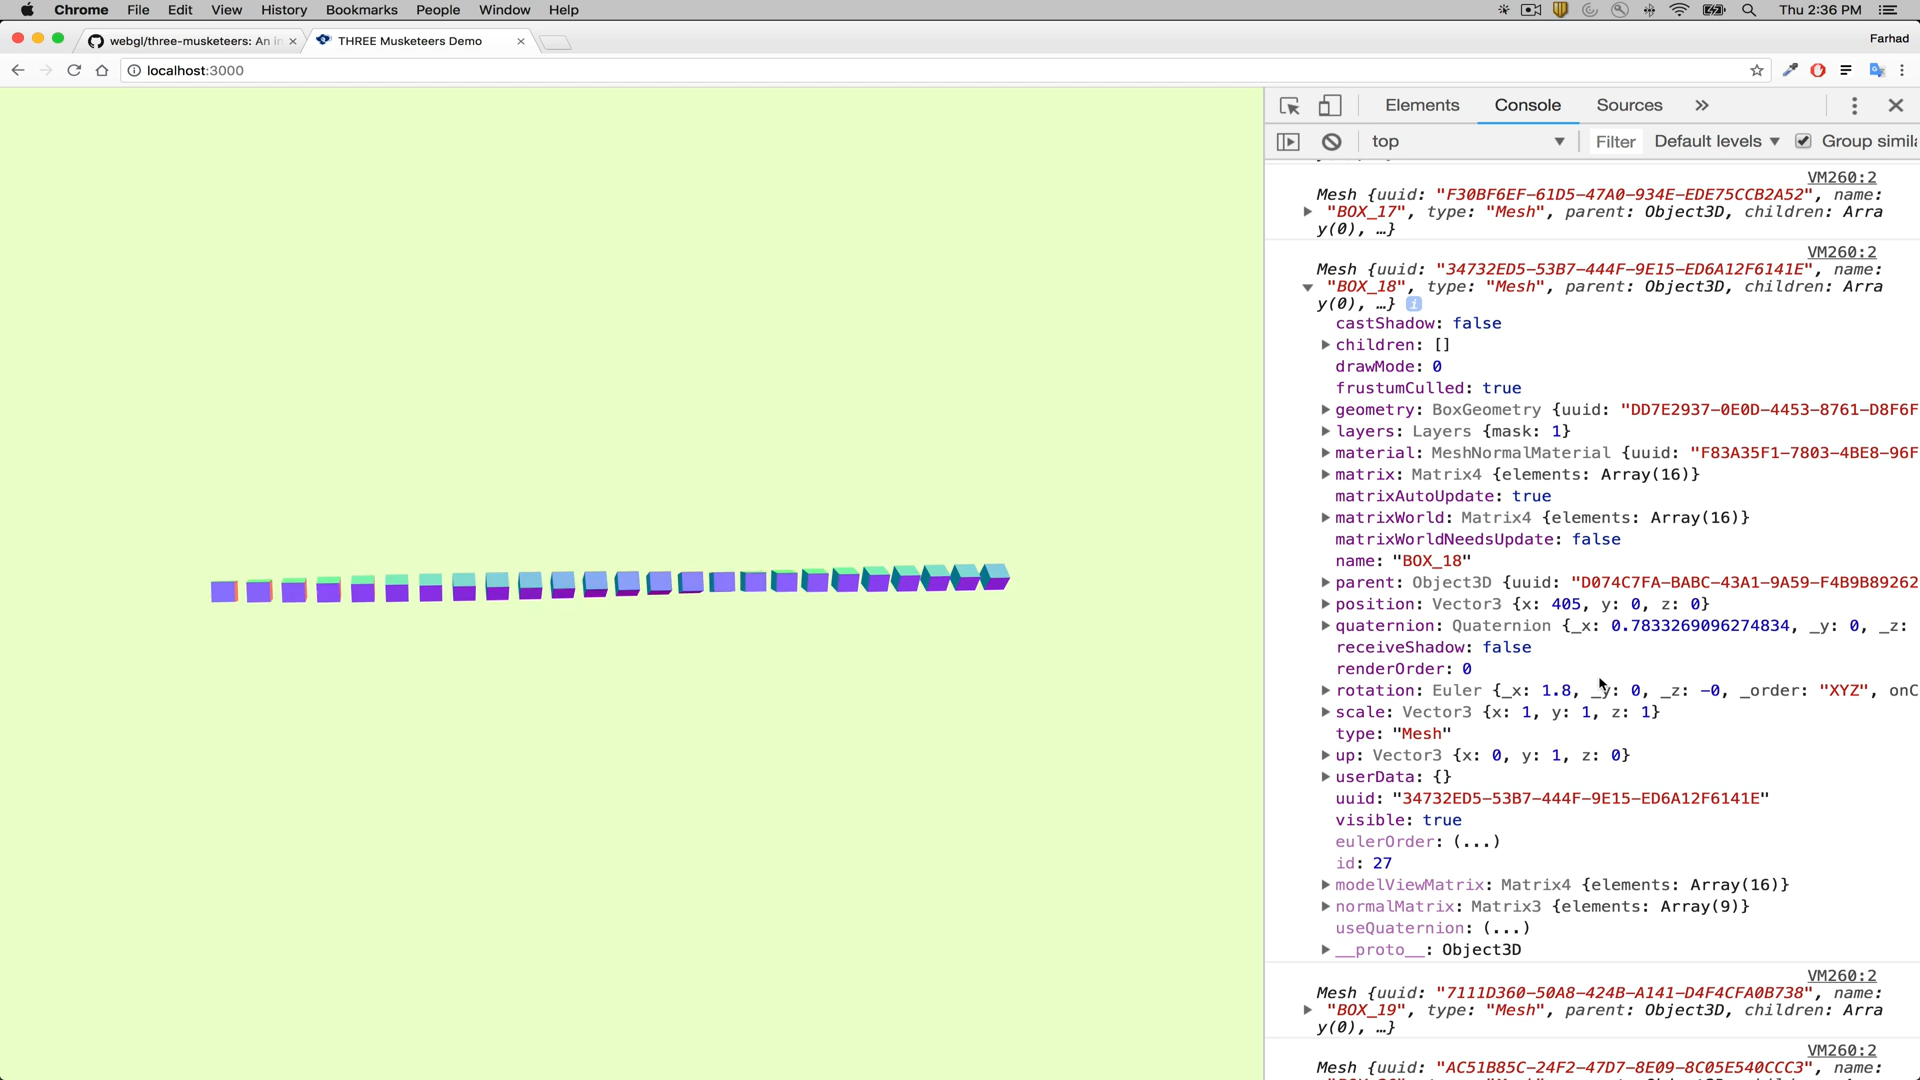 Chrome File Edit View History Bookmarks People Window Help Thu 2:36 PM
webgl/three-musketeers: An i THREE Musketeers Demo Farhad
localhost:3000
Elements Console Sources
top Filter Default levels Group simil
VM260:2
Mesh {uuid: "F30BF6EF-61D5-47A0-934E-EDE75CCB2A52", name:
"BOX_17", type: "Mesh", parent: Object3D, children: Arra
y(0), …}
VM260:2
Mesh {uuid: "34732ED5-53B7-444F-9E15-ED6A12F6141E", name:
"BOX_18", type: "Mesh", parent: Object3D, children: Arra
y(0), …} i
castShadow: false
children: []
drawMode: 0
frustumCulled: true
geometry: BoxGeometry {uuid: "DD7E2937-0E0D-4453-8761-D8F6F
layers: Layers {mask: 1}
material: MeshNormalMaterial {uuid: "F83A35F1-7803-4BE8-96F
matrix: Matrix4 {elements: Array(16)}
matrixAutoUpdate: true
matrixWorld: Matrix4 {elements: Array(16)}
matrixWorldNeedsUpdate: false
name: "BOX_18"
parent: Object3D {uuid: "D074C7FA-BABC-43A1-9A59-F4B9B89262
position: Vector3 {x: 405, y: 0, z: 0}
quaternion: Quaternion {_x: 0.7833269096274834, _y: 0, _z:
receiveShadow: false
renderOrder: 0
rotation: Euler {_x: 1.8, _y: 0, _z: -0, _order: "XYZ", onC
scale: Vector3 {x: 1, y: 1, z: 1}
type: "Mesh"
up: Vector3 {x: 0, y: 1, z: 0}
userData: {}
uuid: "34732ED5-53B7-444F-9E15-ED6A12F6141E"
visible: true
eulerOrder: (...)
id: 27
modelViewMatrix: Matrix4 {elements: Array(16)}
normalMatrix: Matrix3 {elements: Array(9)}
useQuaternion: (...)
__proto__: Object3D
VM260:2
Mesh {uuid: "7111D360-50A8-424B-A141-D4F4CFA0B738", name:
"BOX_19", type: "Mesh", parent: Object3D, children: Arra
y(0), …}
VM260:2
Mesh {uuid: "AC51B85C-24F2-47D7-8E09-8C05E540CCC3", name: